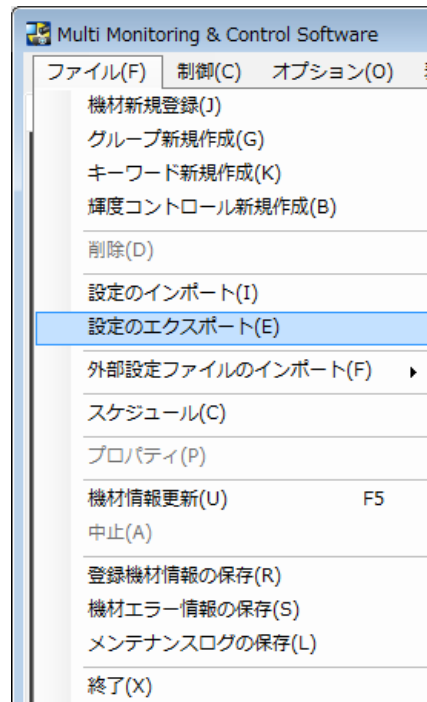 Multi Monitoring & Control Software
ファイル(F) 制御(C) オプション(O)
機材新規登録(J)
グループ新規作成(G)
キーワード新規作成(K)
輝度コントロール新規作成(B)
削除(D)
設定のインポート(I)
設定のエクスポート(E)
外部設定ファイルのインポート(F)
スケジュール(C)
プロパティ(P)
機材情報更新(U) F5
中止(A)
登録機材情報の保存(R)
機材エラー情報の保存(S)
メンテナンスログの保存(L)
終了(X)